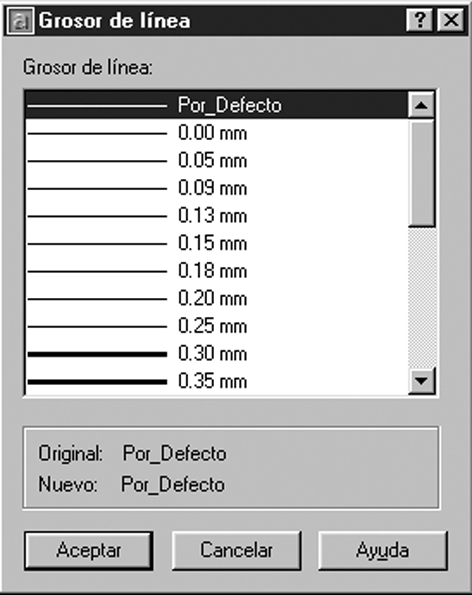 Grosor de línea
Grosor de línea:
Por_Defecto
0.00 mm
0.05 mm
0.09 mm
0.13 mm
0.15 mm
0.18 mm
0.20 mm
0.25 mm
0.30 mm
0.35 mm
Original: Por_Defecto
Nuevo: Por_Defecto
Aceptar Cancelar Ayuda